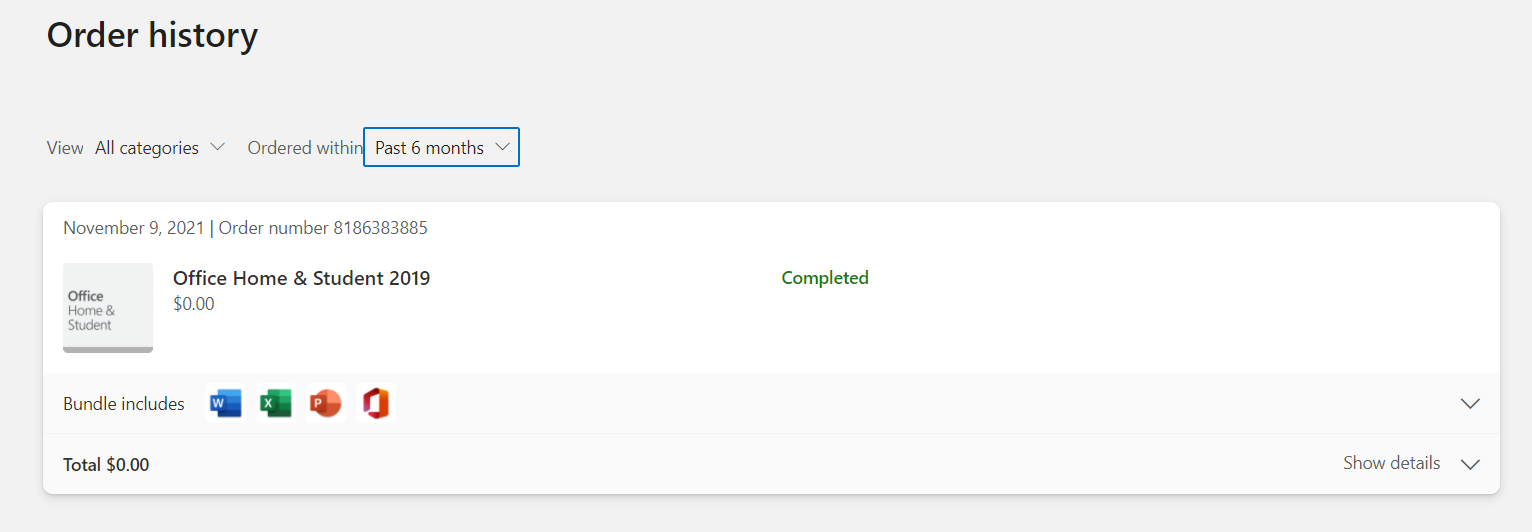 Order history
View All categories Ordered within Past 6 months
November 9, 2021 | Order number 8186383885
Office Home & Student 2019
Completed
$0.00
Office
Home &
Student
Bundle includes W X P
Total $0.00 Show details